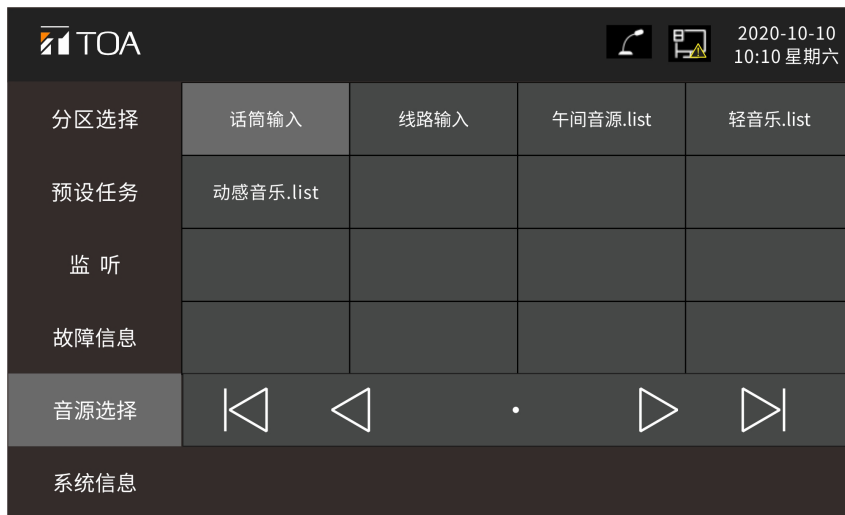 TOA
2020-10-10
10:10 星期六
分区选择
话筒输入
线路输入
午间音源.list
轻音乐.list
预设任务
动感音乐.list
监 听
故障信息
音源选择
系统信息